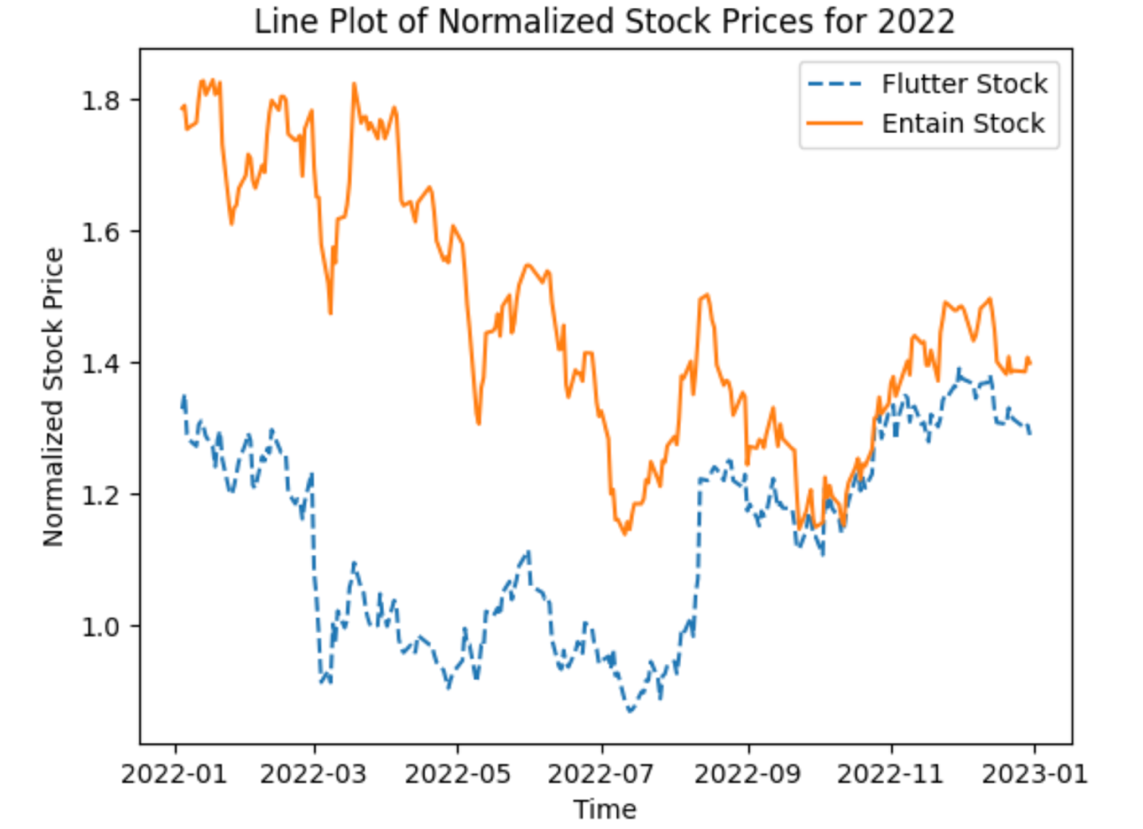 Line Plot of Normalized Stock Prices for 2022
Flutter Stock
Entain Stock
Normalized Stock Price
1.8
1.6
1.4
1.2
1.0
2022-01 2022-03 2022-05 2022-07 2022-09 2022-11 2023-01
Time